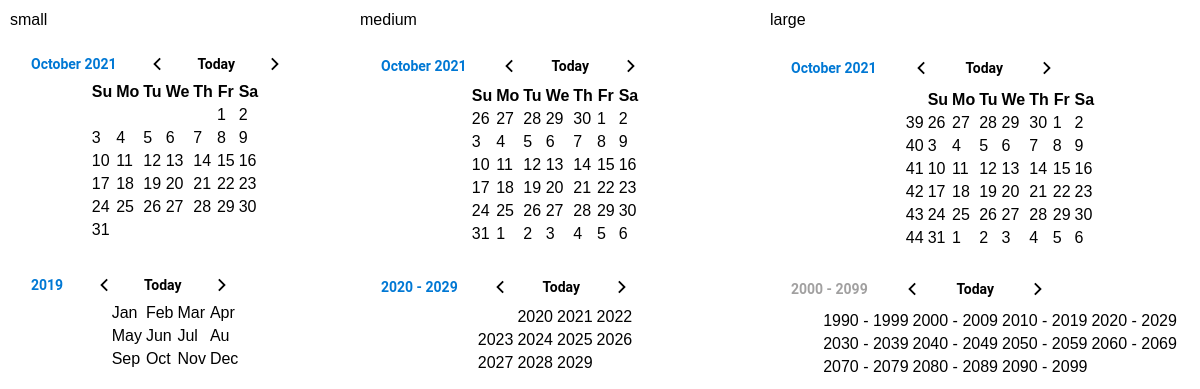 small
medium
large
October 2021 Today
Su Mo Tu We Th Fr Sa
1 2
3 4 5 6 7 8 9
10 11 12 13 14 15 16
17 18 19 20 21 22 23
24 25 26 27 28 29 30
31
October 2021 Today
Su Mo Tu We Th Fr Sa
26 27 28 29 30 1 2
3 4 5 6 7 8 9
10 11 12 13 14 15 16
17 18 19 20 21 22 23
24 25 26 27 28 29 30
31 1 2 3 4 5 6
October 2021 Today
Su Mo Tu We Th Fr Sa
39 26 27 28 29 30 1 2
40 3 4 5 6 7 8 9
41 10 11 12 13 14 15 16
42 17 18 19 20 21 22 23
43 24 25 26 27 28 29 30
44 31 1 2 3 4 5 6
2019 Today
Jan Feb Mar Apr
May Jun Jul Au
Sep Oct Nov Dec
2020 - 2029 Today
2020 2021 2022
2023 2024 2025 2026
2027 2028 2029
2000 - 2099 Today
1990 - 1999 2000 - 2009 2010 - 2019 2020 - 2029
2030 - 2039 2040 - 2049 2050 - 2059 2060 - 2069
2070 - 2079 2080 - 2089 2090 - 2099